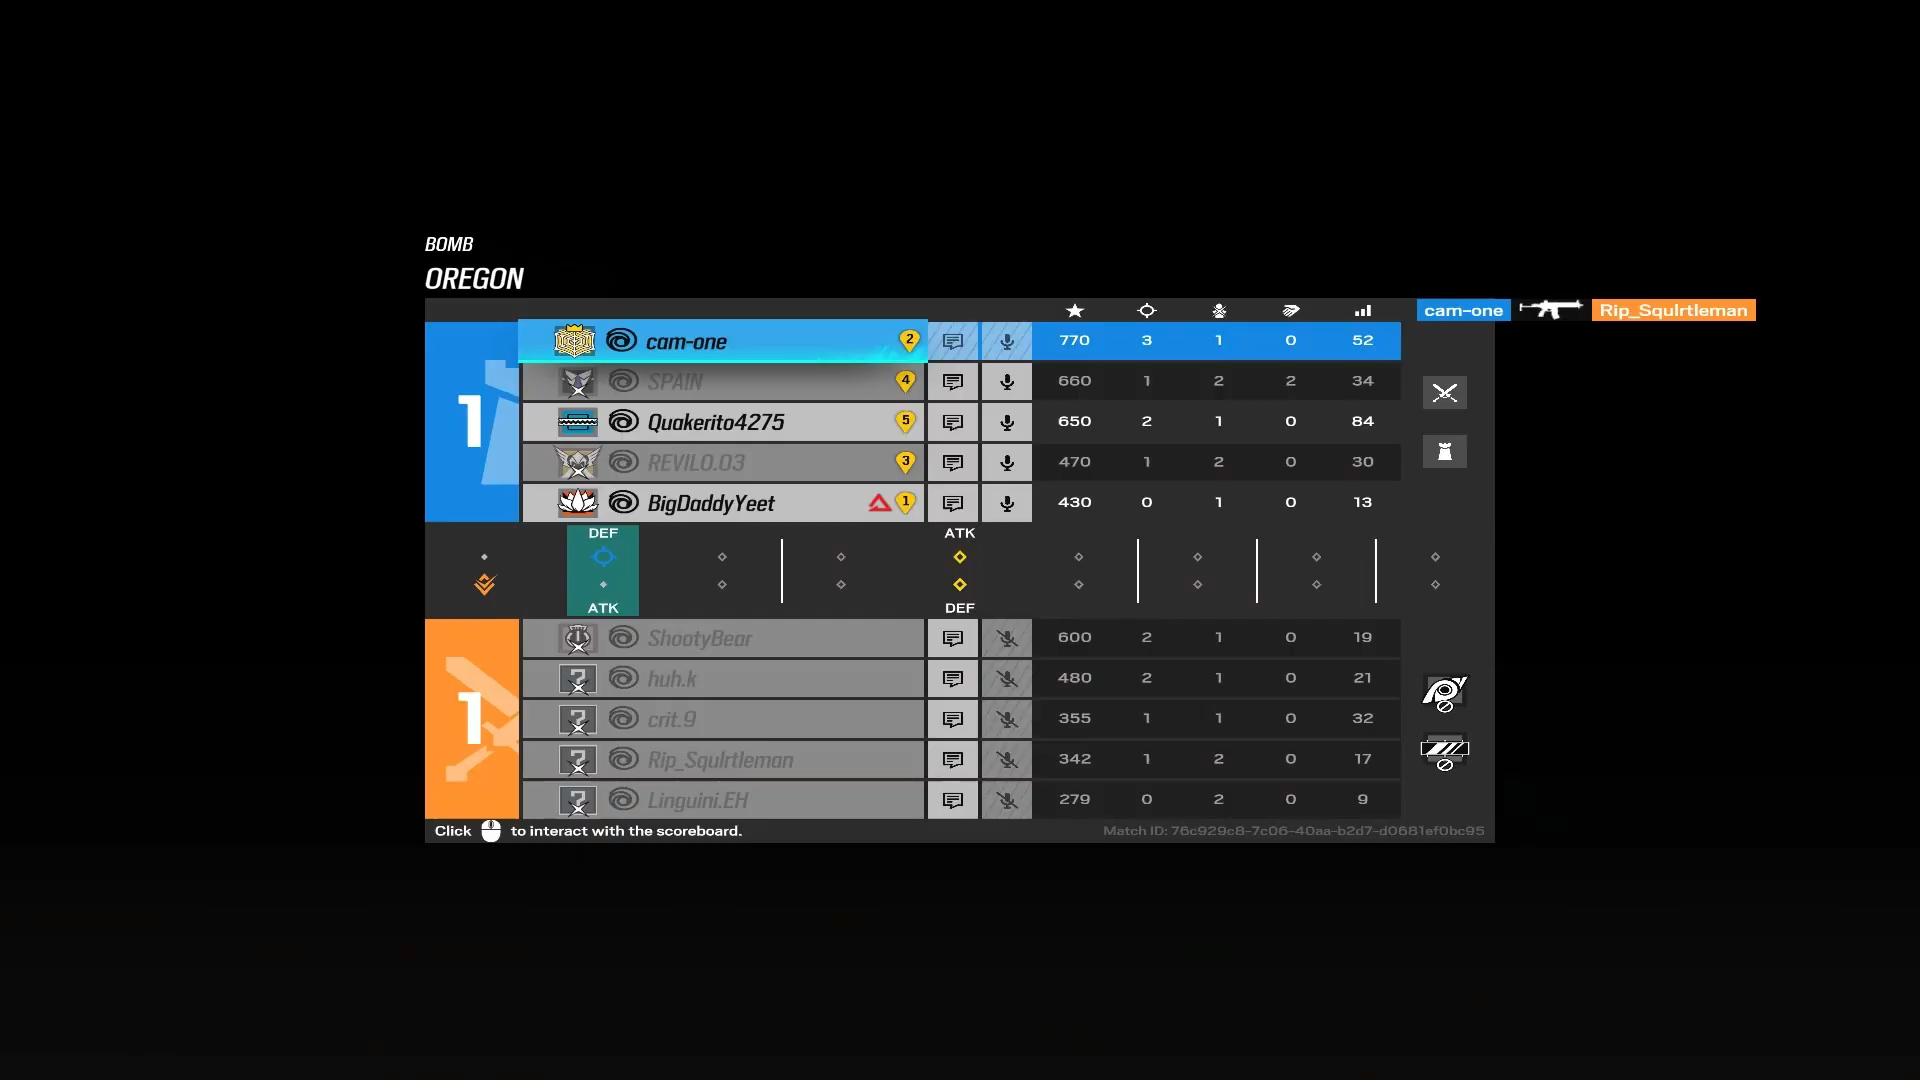 BOMB
OREGON
cam-one Rip_Squlrtleman
1
cam-one 2 770 3 1 0 52
SPAIN 4 660 1 2 2 34
Quakerito4275 5 650 2 1 0 84
REVILO.03 3 470 1 2 0 30
BigDaddyYeet 1 430 0 1 0 13
DEF ATK
ATK DEF
1
ShootyBear 600 2 1 0 19
huh.k ? 480 2 1 0 21
crit.9 ? 355 1 1 0 32
Rip_Squlrtleman ? 342 1 2 0 17
Linguini.EH ? 279 0 2 0 9
Click to interact with the scoreboard. Match ID: 76c929c8-7c06-40aa-b2d7-d0681ef0bc95